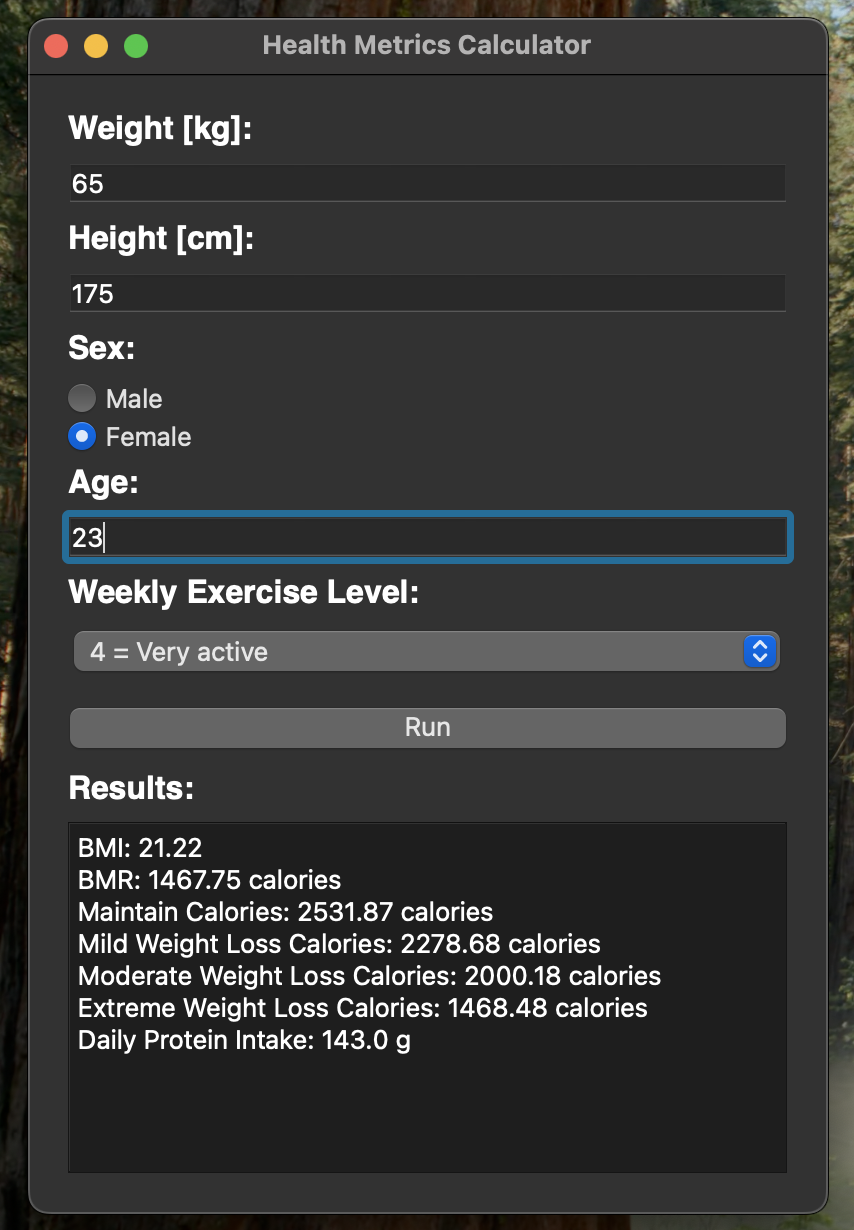 Health Metrics Calculator
Weight [kg]:
65
Height [cm]:
175
Sex:
Male
Female
Age:
23
Weekly Exercise Level:
4 = Very active
Run
Results:
BMI: 21.22
BMR: 1467.75 calories
Maintain Calories: 2531.87 calories
Mild Weight Loss Calories: 2278.68 calories
Moderate Weight Loss Calories: 2000.18 calories
Extreme Weight Loss Calories: 1468.48 calories
Daily Protein Intake: 143.0 g